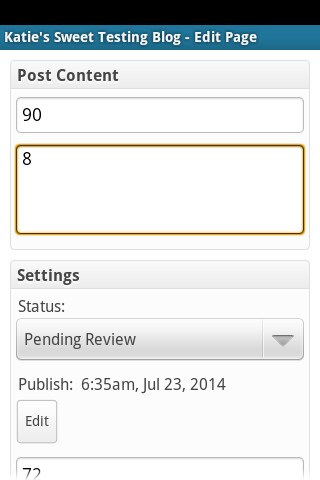 Katie's Sweet Testing Blog - Edit Page
Post Content
90
8
Settings
Status:
Pending Review
Publish: 6:35am, Jul 23, 2014
Edit
72